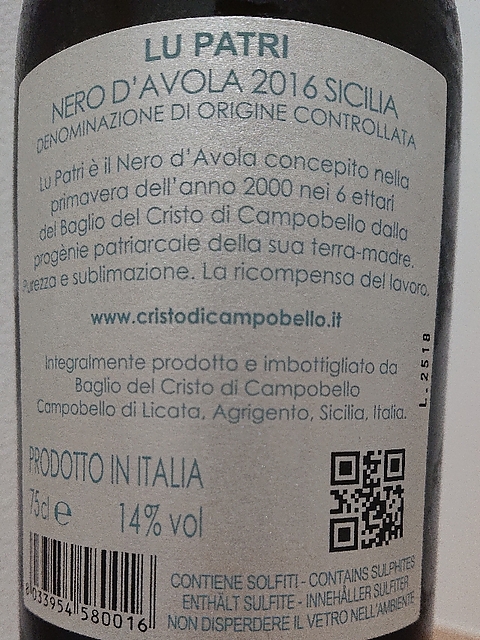 LU PATRI
NERO D'AVOLA 2016 SICILIA
DENOMINAZIONE DI ORIGINE CONTROLLATA
Lu Patri è il Nero d'Avola concepito nella
primavera dell'anno 2000 nei 6 ettari
del Baglio del Cristo di Campobello dalla
progènie patriarcale della sua terra-madre.
Purezza e sublimazione. La ricompensa del lavoro.
www.cristodicampobello.it
Integralmente prodotto e imbottigliato da
Baglio del Cristo di Campobello
Campobello di Licata, Agrigento, Sicilia, Italia.
L. 2518
PRODOTTO IN ITALIA
75cl e 14% vol
8 033954 580016
CONTIENE SOLFITI - CONTAINS SULPHITES
ENTHÄLT SULFITE - INNEHÅLLER SULFITER
NON DISPERDERE IL VETRO NELL'AMBIENTE